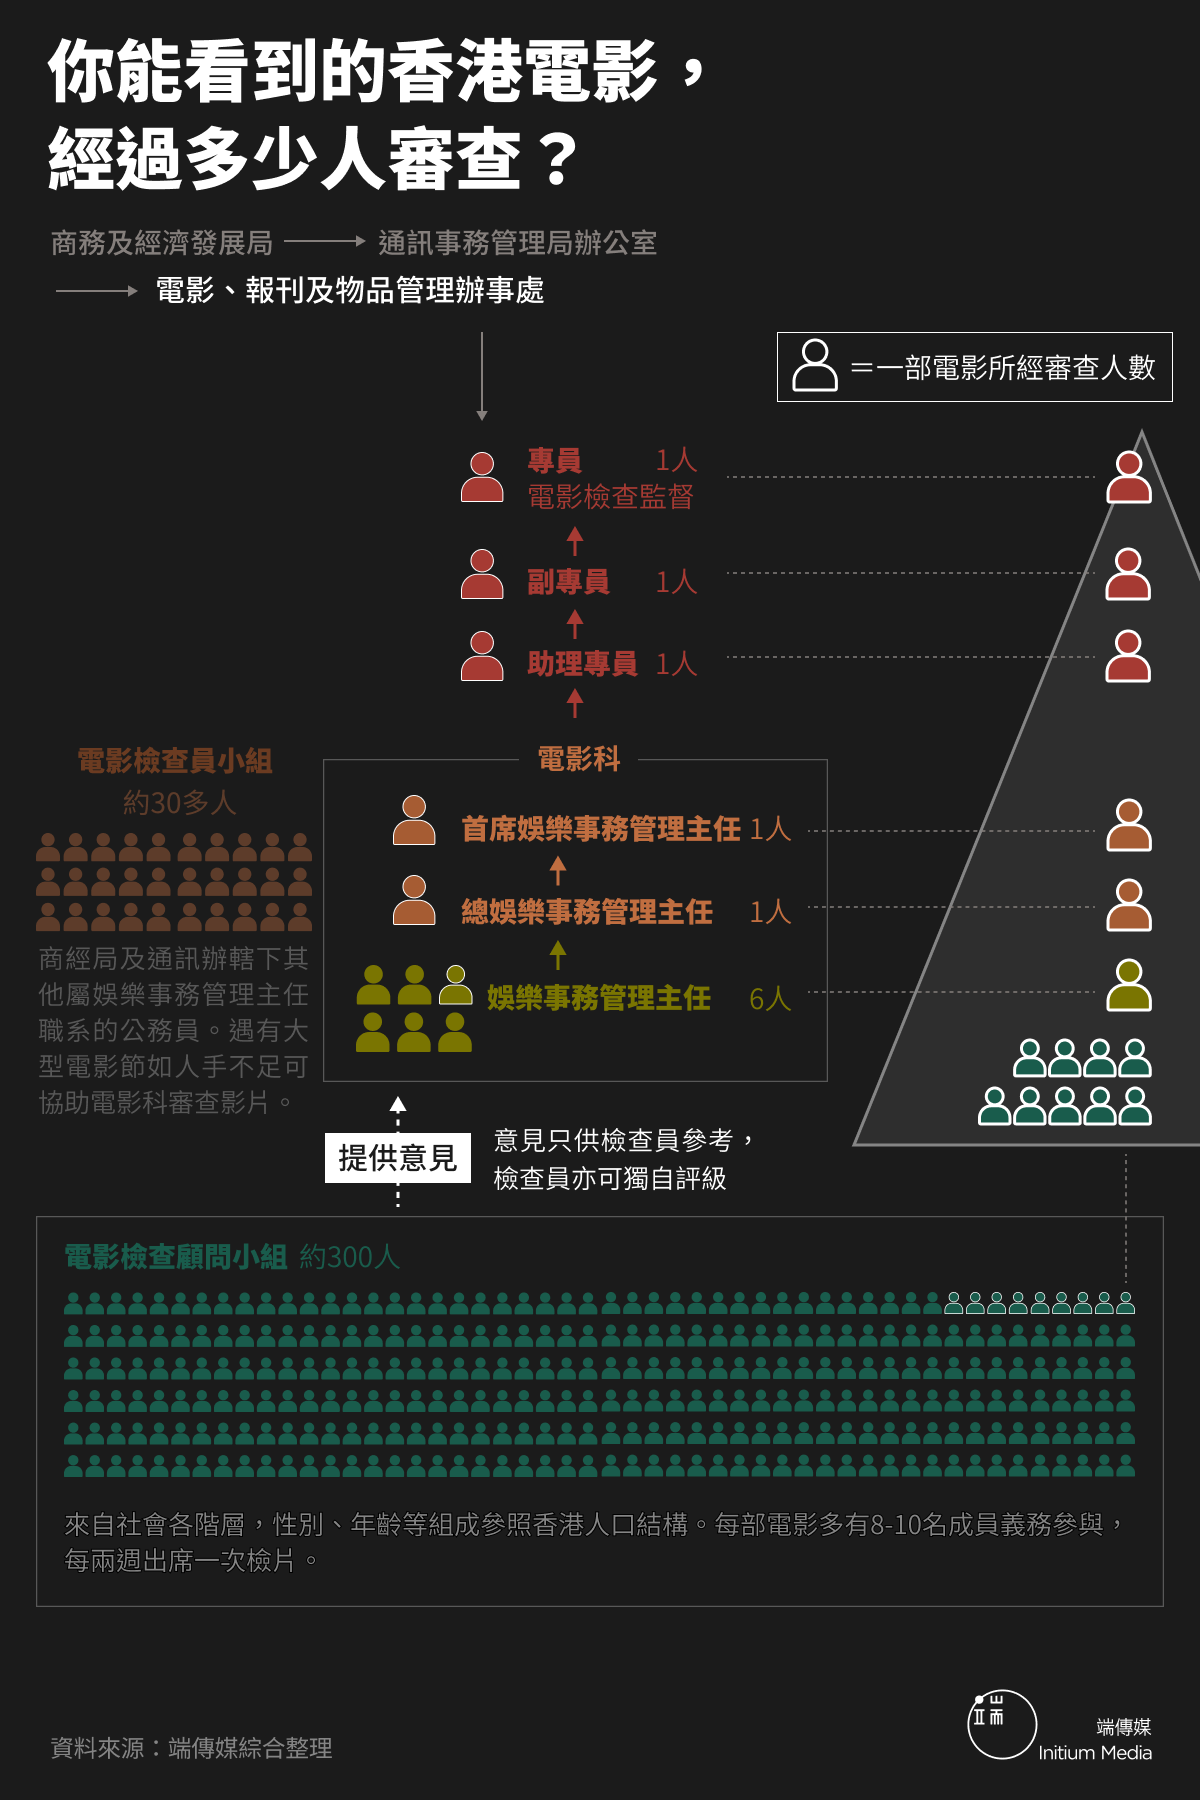 你能看到的香港電影，
經過多少人審查？
商務及經濟發展局
通訊事務管理局辦公室
電影、報刊及物品管理辦事處
＝一部電影所經審查人數
專員 1人
電影檢查監督
副專員 1人
助理專員 1人
電影科
首席娛樂事務管理主任 1人
總娛樂事務管理主任 1人
娛樂事務管理主任 6人
電影檢查員小組
約30多人
商經局及通訊辦轄下其
他屬娛樂事務管理主任
職系的公務員。遇有大
型電影節如人手不足可
協助電影科審查影片。
提供意見
意見只供檢查員參考，
檢查員亦可獨自評級
電影檢查顧問小組 約300人
來自社會各階層，性別、年齡等組成參照香港人口結構。每部電影多有8-10名成員義務參與，
每兩週出席一次檢片。
資料來源：端傳媒綜合整理
端
端傳媒
Initium Media